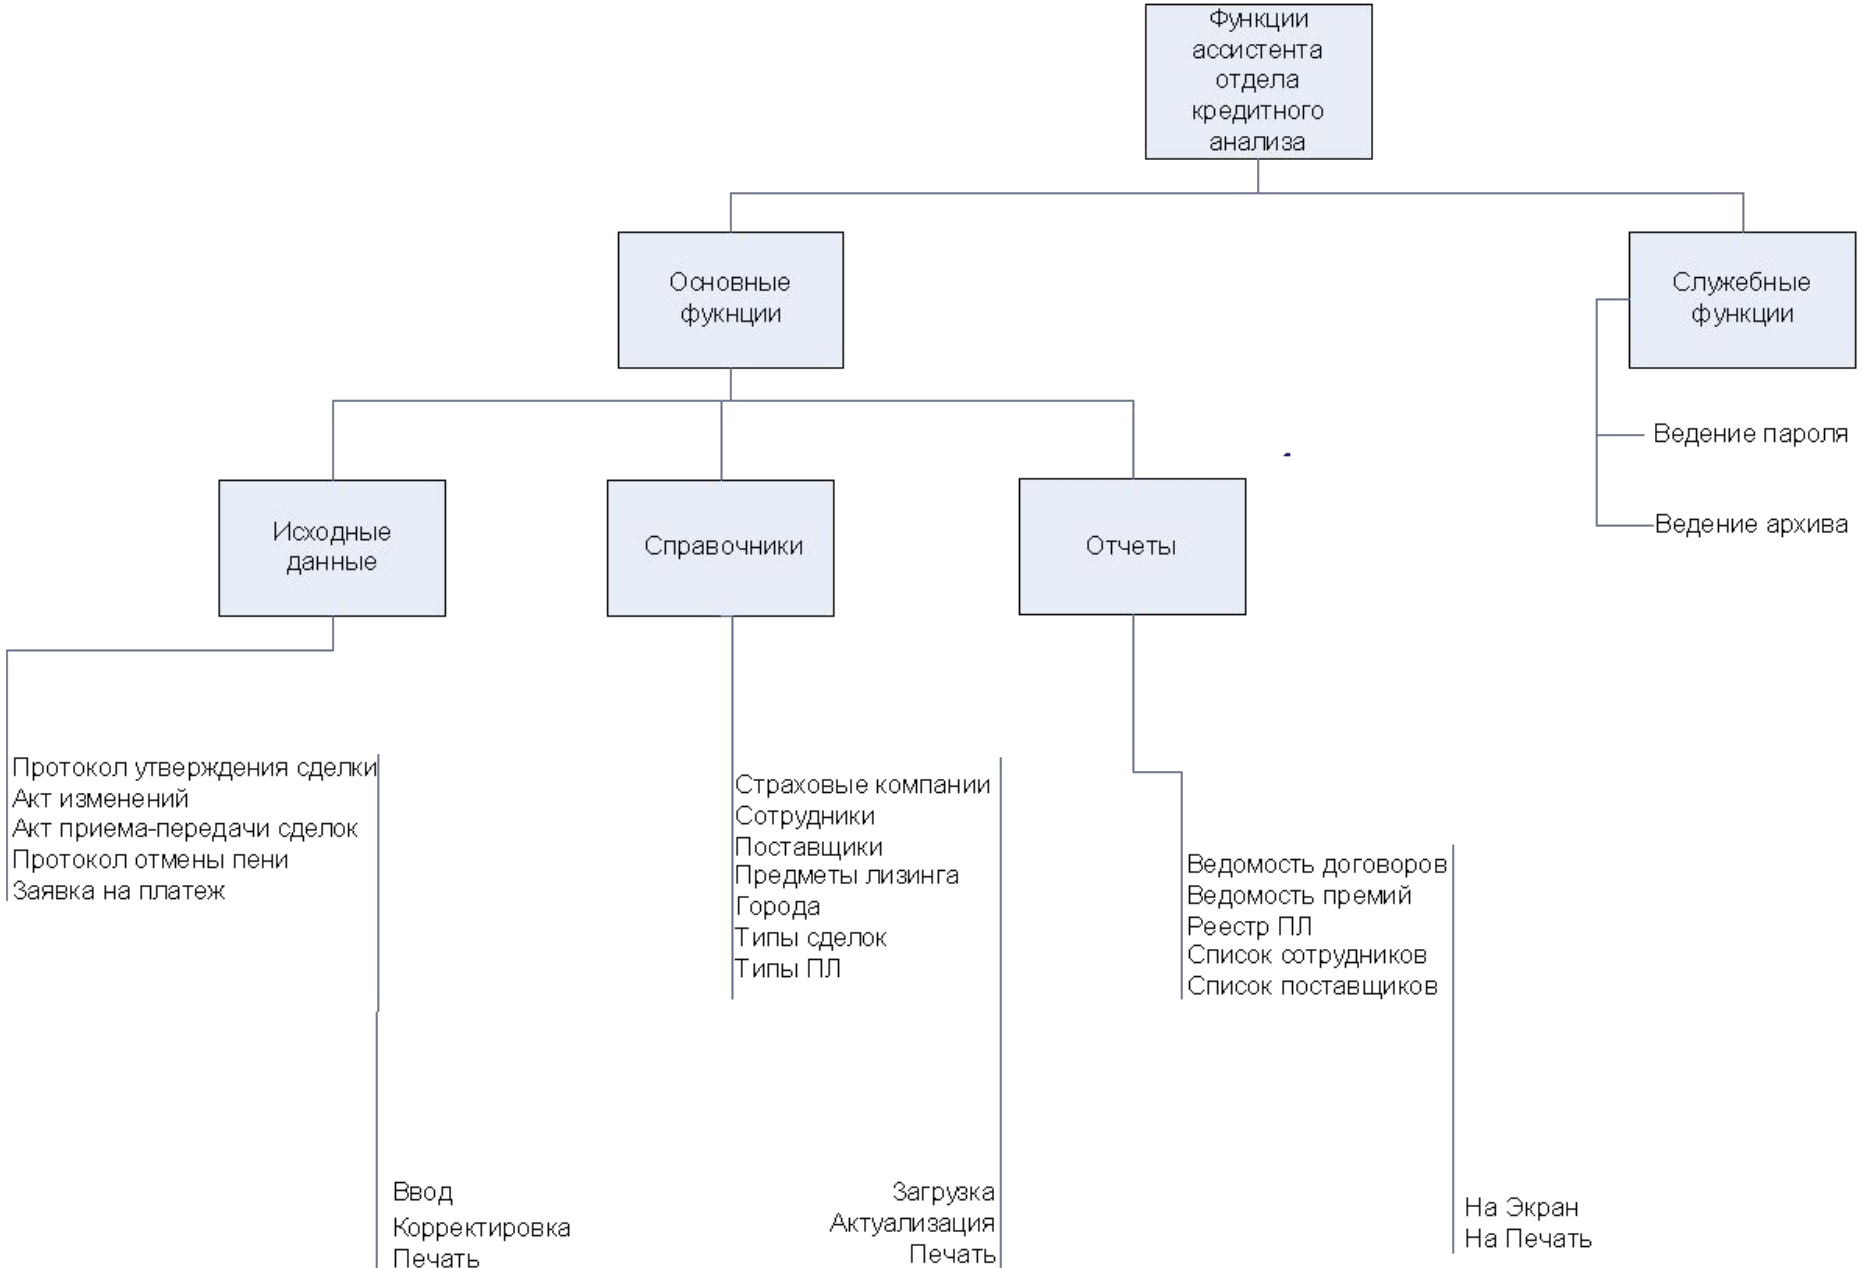 Функции
ассистента
отдела
кредитного
анализа
Основные
фукнции
Служебные
функции
Ведение пароля
Ведение архива
Исходные
данные
Справочники
Отчеты
Протокол утверждения сделки
Акт изменений
Акт приема-передачи сделок
Протокол отмены пени
Заявка на платеж
Страховые компании
Сотрудники
Поставщики
Предметы лизинга
Города
Типы сделок
Типы ПЛ
Ведомость договоров
Ведомость премий
Реестр ПЛ
Список сотрудников
Список поставщиков
Ввод
Корректировка
Печать
Загрузка
Актуализация
Печать
На Экран
На Печать